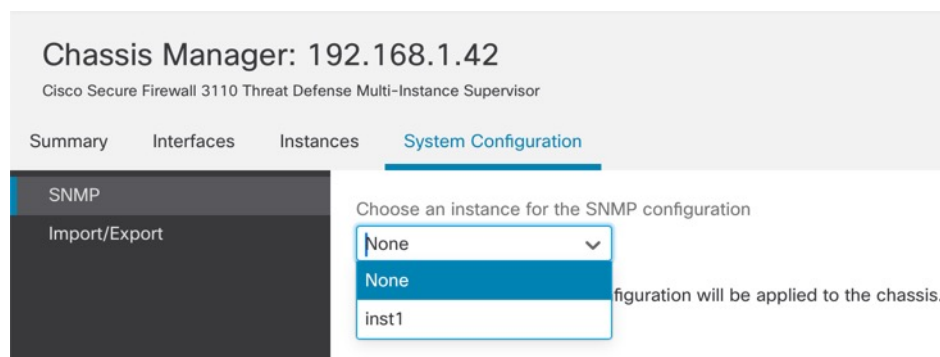 Chassis Manager: 192.168.1.42
Cisco Secure Firewall 3110 Threat Defense Multi-Instance Supervisor
Summary Interfaces Instances System Configuration
SNMP
Import/Export
Choose an instance for the SNMP configuration
None
None
inst1
figuration will be applied to the chassis.